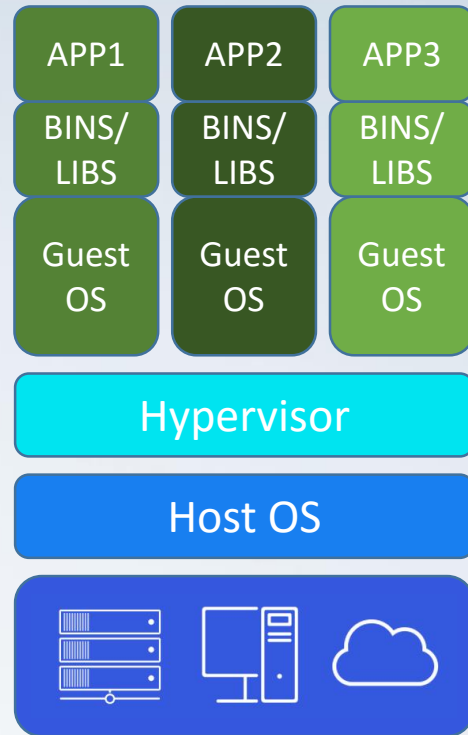 APP1
APP2
APP3
BINS/
LIBS
BINS/
LIBS
BINS/
LIBS
Guest
OS
Guest
OS
Guest
OS
Hypervisor
Host OS